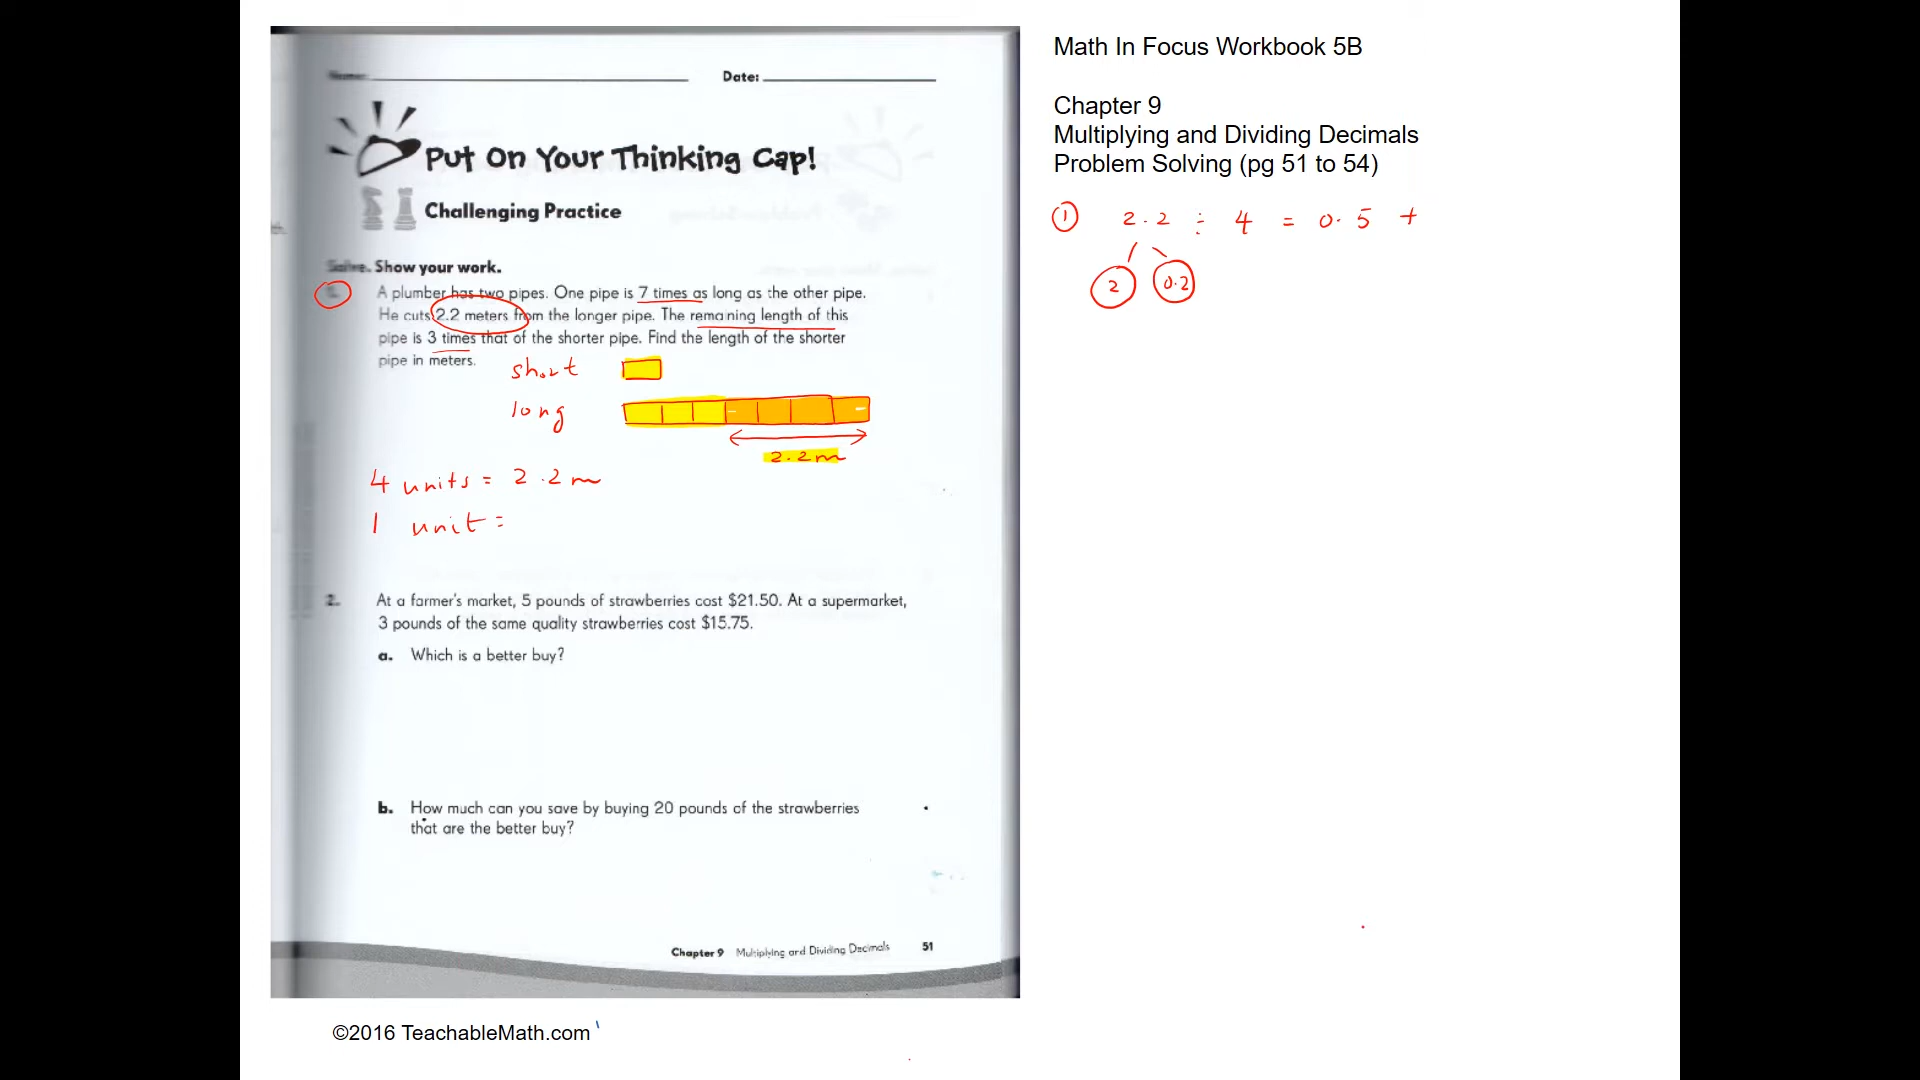 Name: Date:
Put On Your Thinking Cap!
Challenging Practice
Solve. Show your work.
A plumber has two pipes. One pipe is 7 times as long as the other pipe.
He cuts 2.2 meters from the longer pipe. The remaining length of this
pipe is 3 times that of the shorter pipe. Find the length of the shorter
pipe in meters.
short
long
2.2m
4 units = 2.2m
1 unit =
2. At a farmer's market, 5 pounds of strawberries cost $21.50. At a supermarket,
3 pounds of the same quality strawberries cost $15.75.
a. Which is a better buy?
b. How much can you save by buying 20 pounds of the strawberries
that are the better buy?
Chapter 9 Multiplying and Dividing Decimals 51
©2016 TeachableMath.com
Math In Focus Workbook 5B
Chapter 9
Multiplying and Dividing Decimals
Problem Solving (pg 51 to 54)
① 2.2 ÷ 4 = 0.5 +
2 0.2